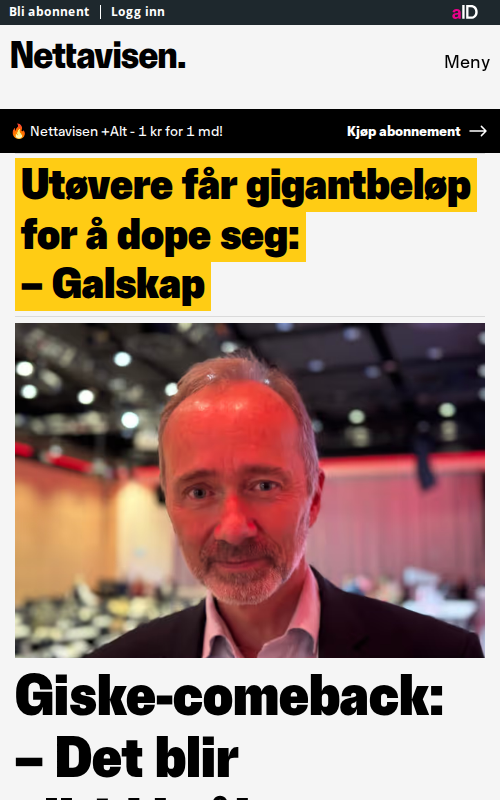 Bli abonnent | Logg inn
aID
Nettavisen.
Meny
🔥 Nettavisen +Alt - 1 kr for 1 md!
Kjøp abonnement →
Utøvere får gigantbeløp
for å dope seg:
– Galskap
Giske-comeback:
– Det blir